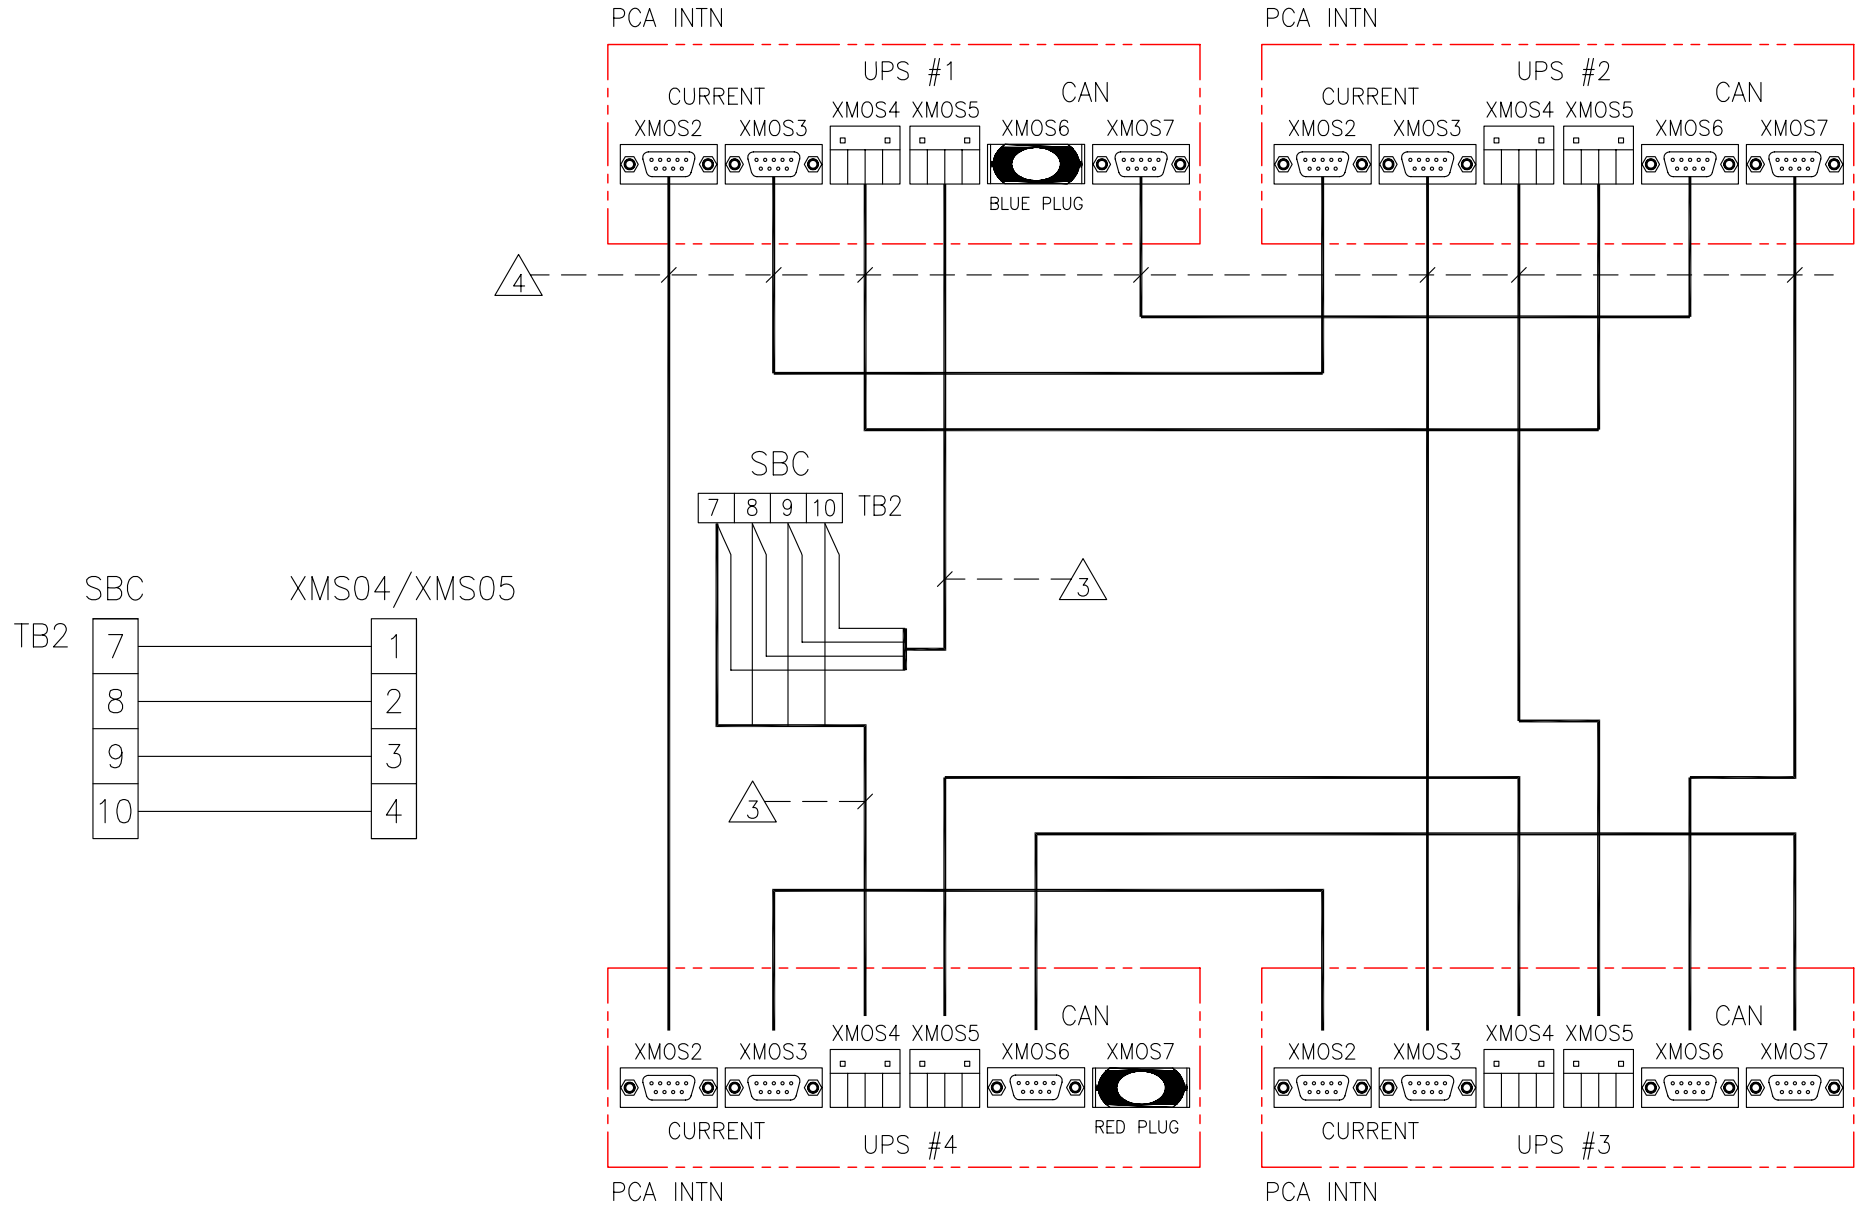 PCA INTN
PCA INTN
UPS #1
UPS #2
CURRENT
CAN
CURRENT
CAN
XMOS2 XMOS3 XMOS4 XMOS5 XMOS6 XMOS7
XMOS2 XMOS3 XMOS4 XMOS5 XMOS6 XMOS7
BLUE PLUG
4
SBC
7 8 9 10 TB2
3
SBC XMS04/XMS05
TB2
7 1
8 2
9 3
10 4
3
CAN
CAN
XMOS2 XMOS3 XMOS4 XMOS5 XMOS6 XMOS7
XMOS2 XMOS3 XMOS4 XMOS5 XMOS6 XMOS7
CURRENT
RED PLUG
CURRENT
UPS #4
UPS #3
PCA INTN
PCA INTN